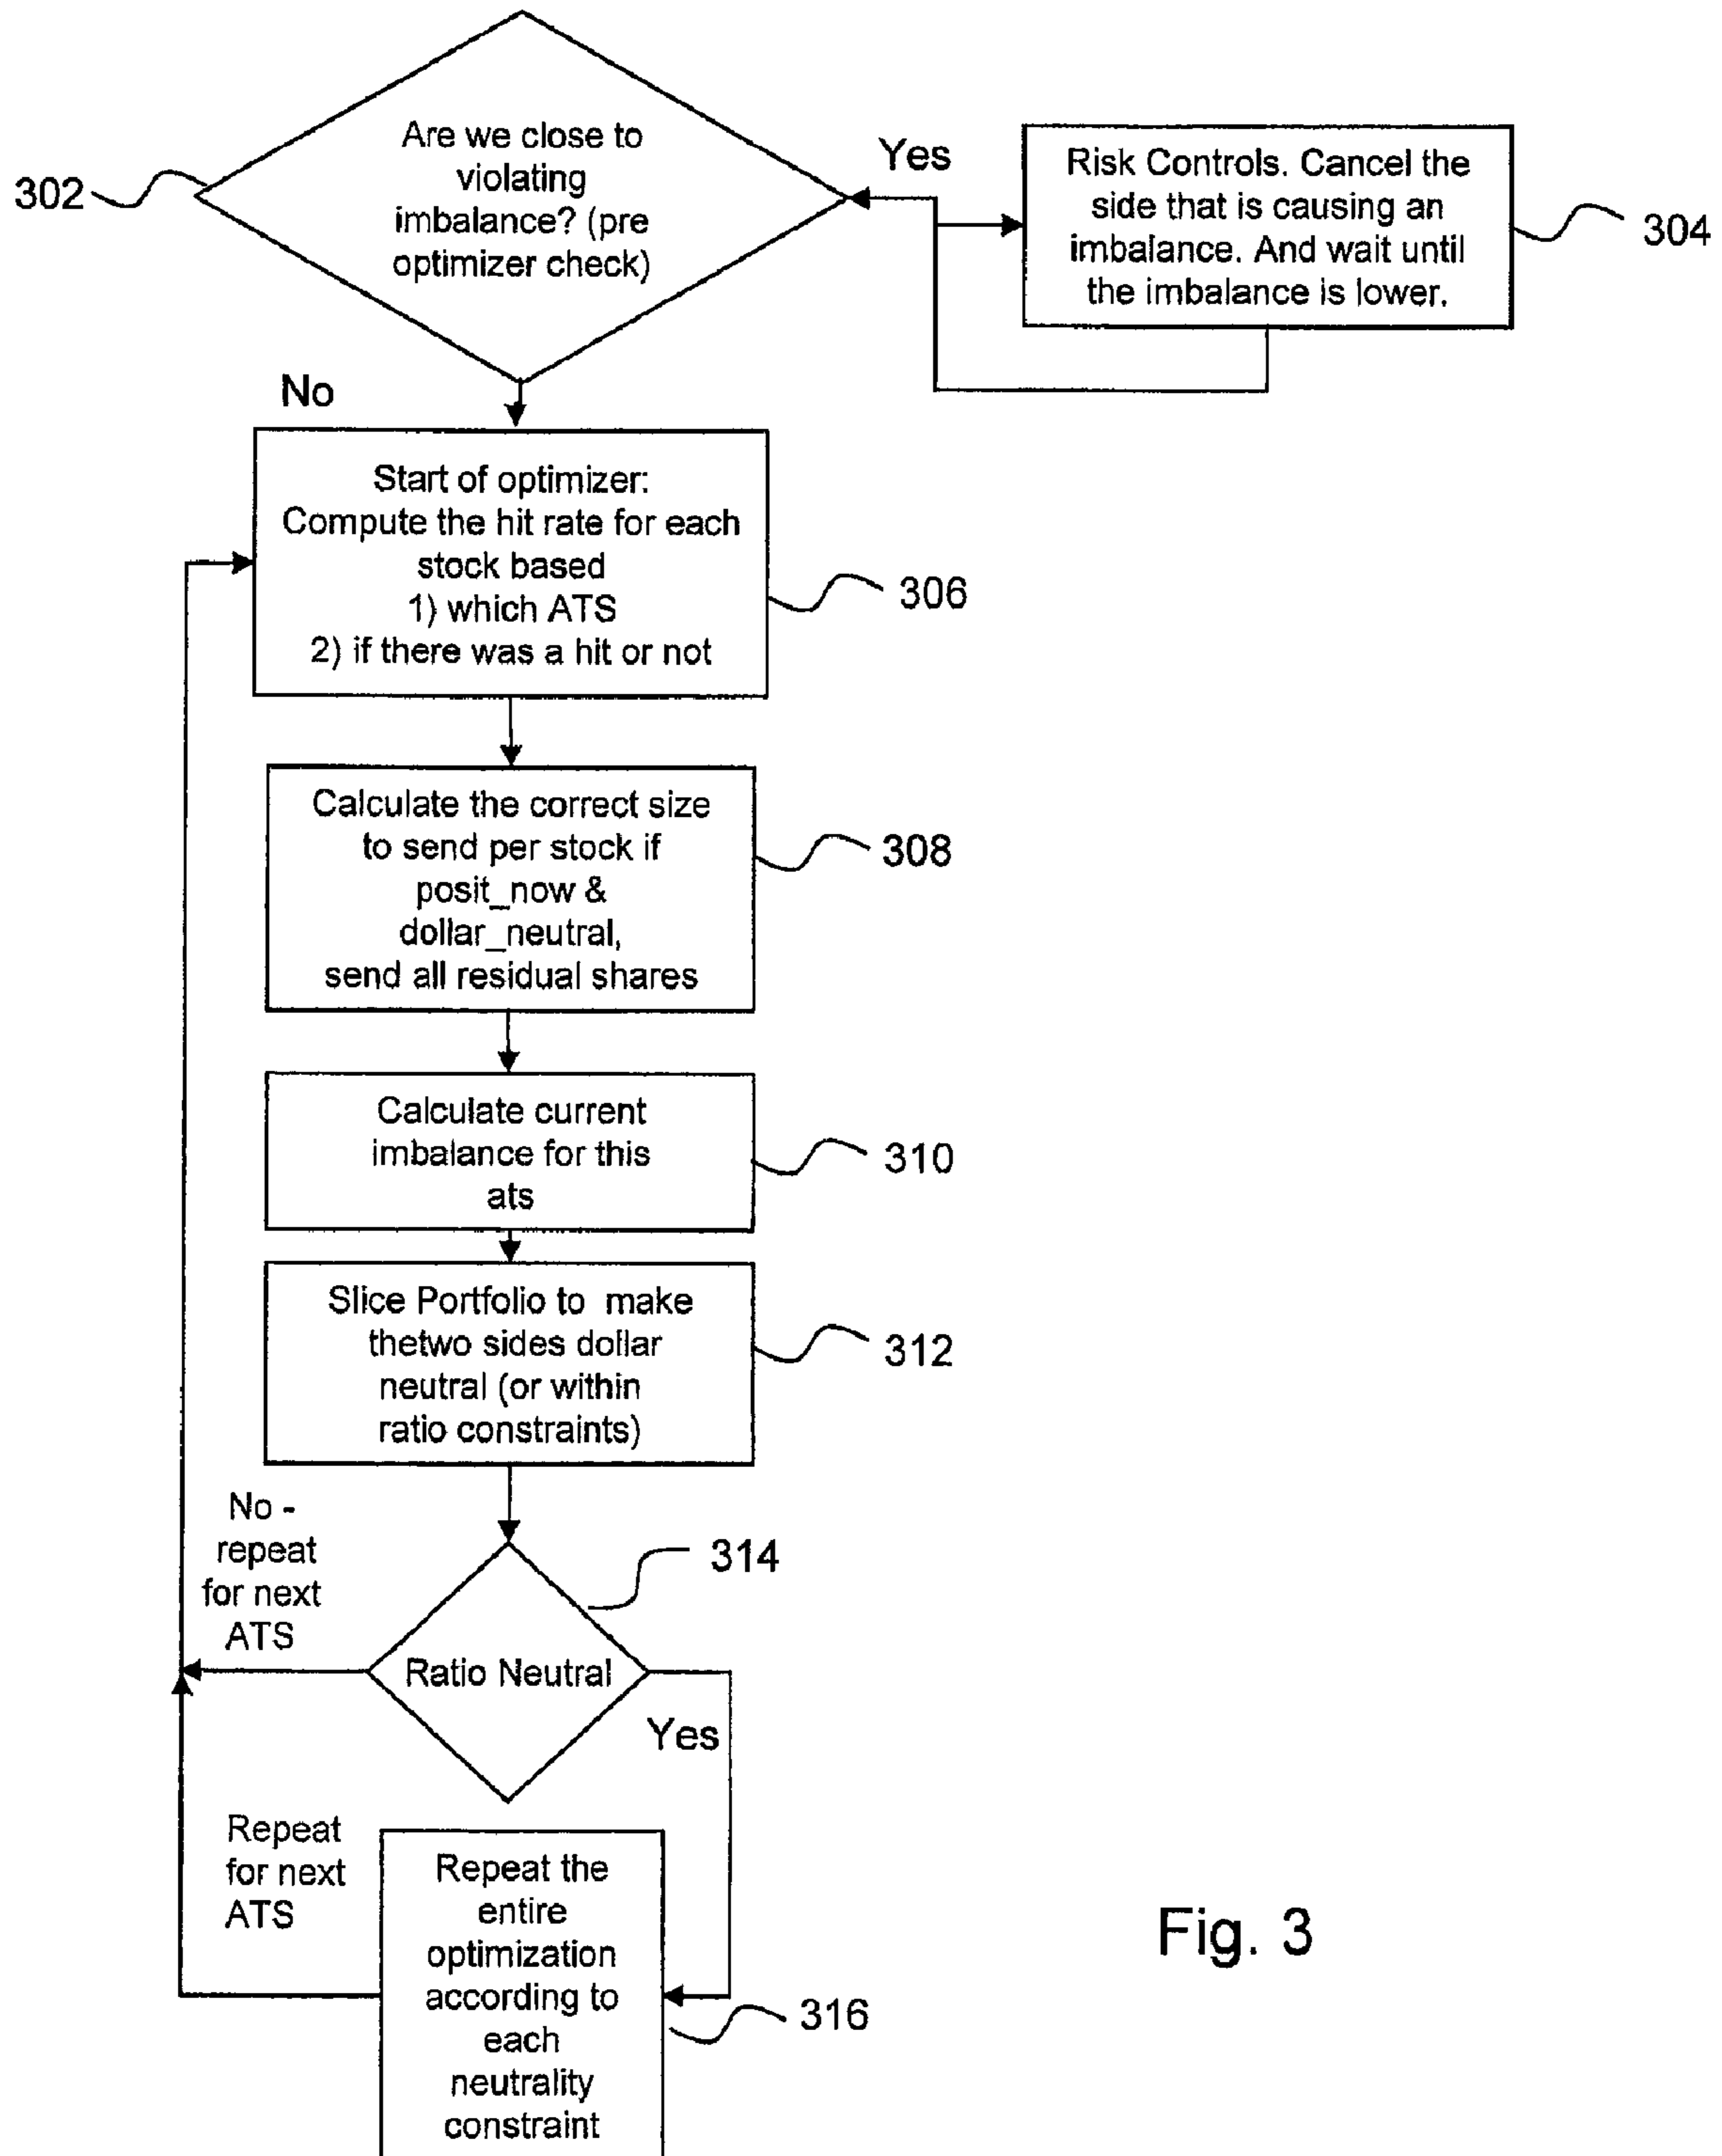 Are we close to
violating
imbalance? (pre
optimizer check)
302
Yes
Risk Controls. Cancel the
side that is causing an
imbalance. And wait until
the imbalance is lower.
304
No
Start of optimizer:
Compute the hit rate for each
stock based
1) which ATS
2) if there was a hit or not
306
Calculate the correct size
to send per stock if
posit_now &
dollar_neutral,
send all residual shares
308
Calculate current
imbalance for this
ats
310
Slice Portfolio to make
thetwo sides dollar
neutral (or within
ratio constraints)
312
No -
repeat
for next
ATS
314
Ratio Neutral
Yes
Repeat
for next
ATS
Repeat the
entire
optimization
according to
each
neutrality
constraint
316
Fig. 3